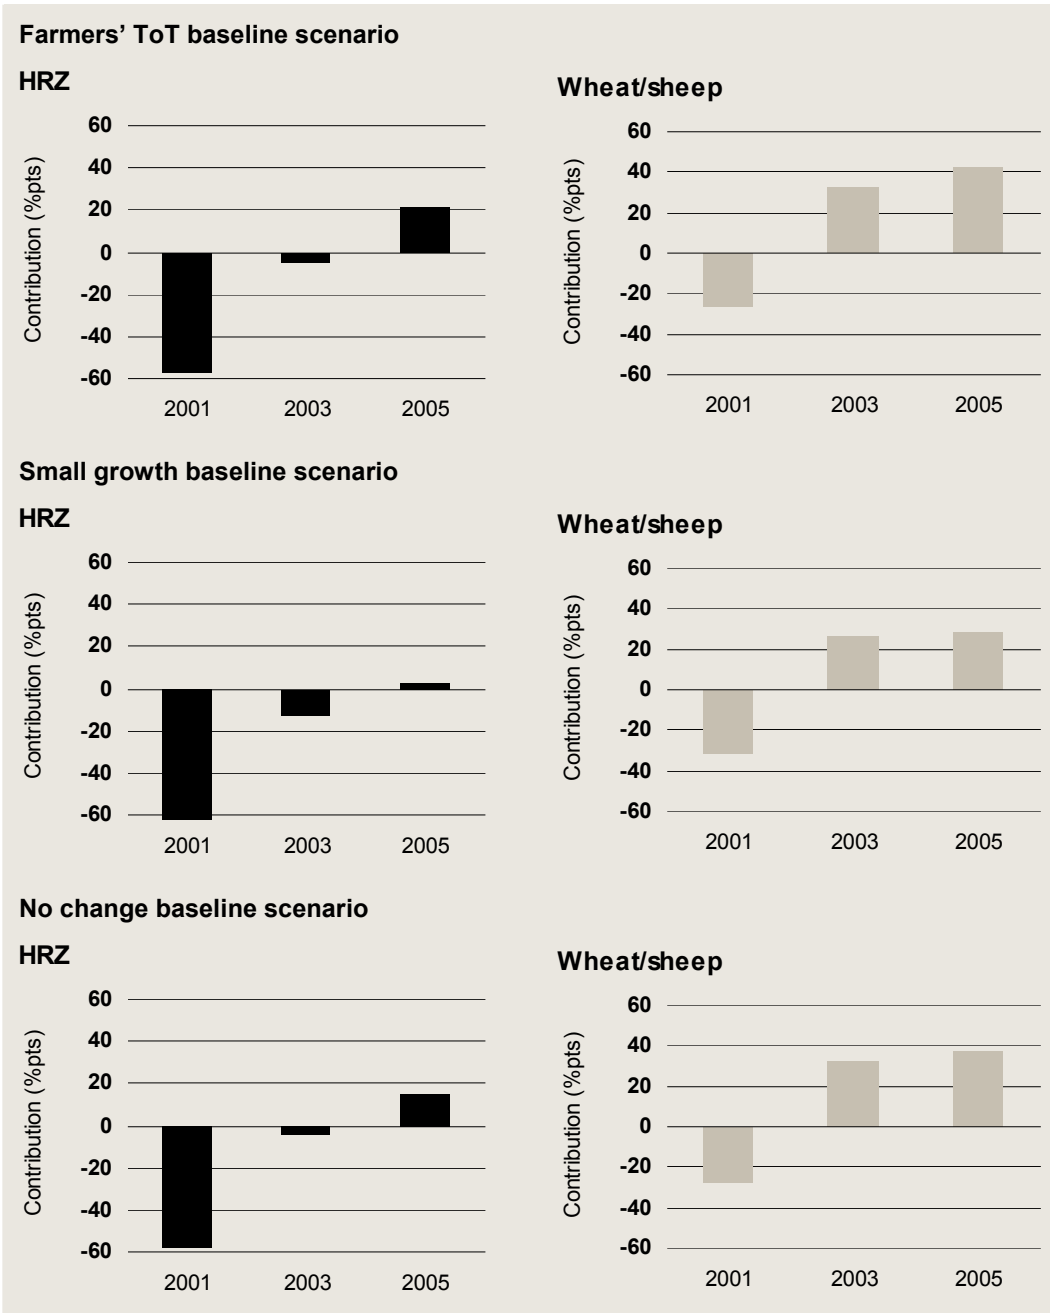 Farmers’ ToT baseline scenario
HRZ
Contribution (%pts)
60
40
20
0
-20
-40
-60
2001 2003 2005
Wheat/sheep
Contribution (%pts)
60
40
20
0
-20
-40
-60
2001 2003 2005
Small growth baseline scenario
HRZ
Contribution (%pts)
60
40
20
0
-20
-40
-60
2001 2003 2005
Wheat/sheep
Contribution (%pts)
60
40
20
0
-20
-40
-60
2001 2003 2005
No change baseline scenario
HRZ
Contribution (%pts)
60
40
20
0
-20
-40
-60
2001 2003 2005
Wheat/sheep
Contribution (%pts)
60
40
20
0
-20
-40
-60
2001 2003 2005